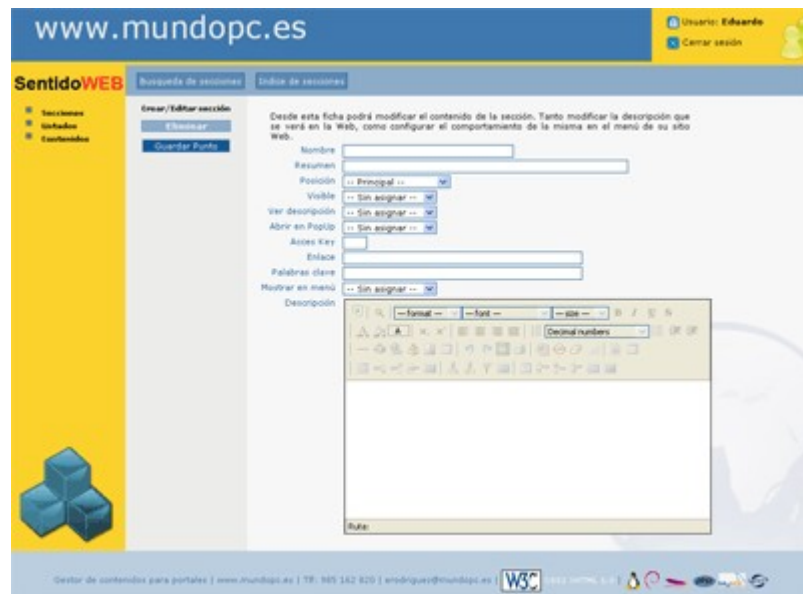 www.mundopc.es
Usuario: Eduardo
Cerrar sesión
SentidoWEB
Busqueda de secciones
Indice de secciones
Secciones
Listados
Contenidos
Crear/Editar sección
Eliminar
Guardar Punto
Desde esta ficha podrá modificar el contenido de la sección. Tanto modificar la descripción que
se verá en la Web, como configurar el comportamiento de la misma en el menú de su sitio
Web.
Nombre
Resumen
Posición -- Principal --
Visible -- Sin asignar --
Ver descripción -- Sin asignar --
Abrir en PopUp -- Sin asignar --
Acces Key
Enlace
Palabras clave
Mostrar en menú -- Sin asignar --
Descripción
— format — — font — — size — B I U S
Decimal numbers
Ruta:
Gestor de contenidos para portales | www.mundopc.es | Tlf: 985 162 820 | erodriguez@mundopc.es | W3C